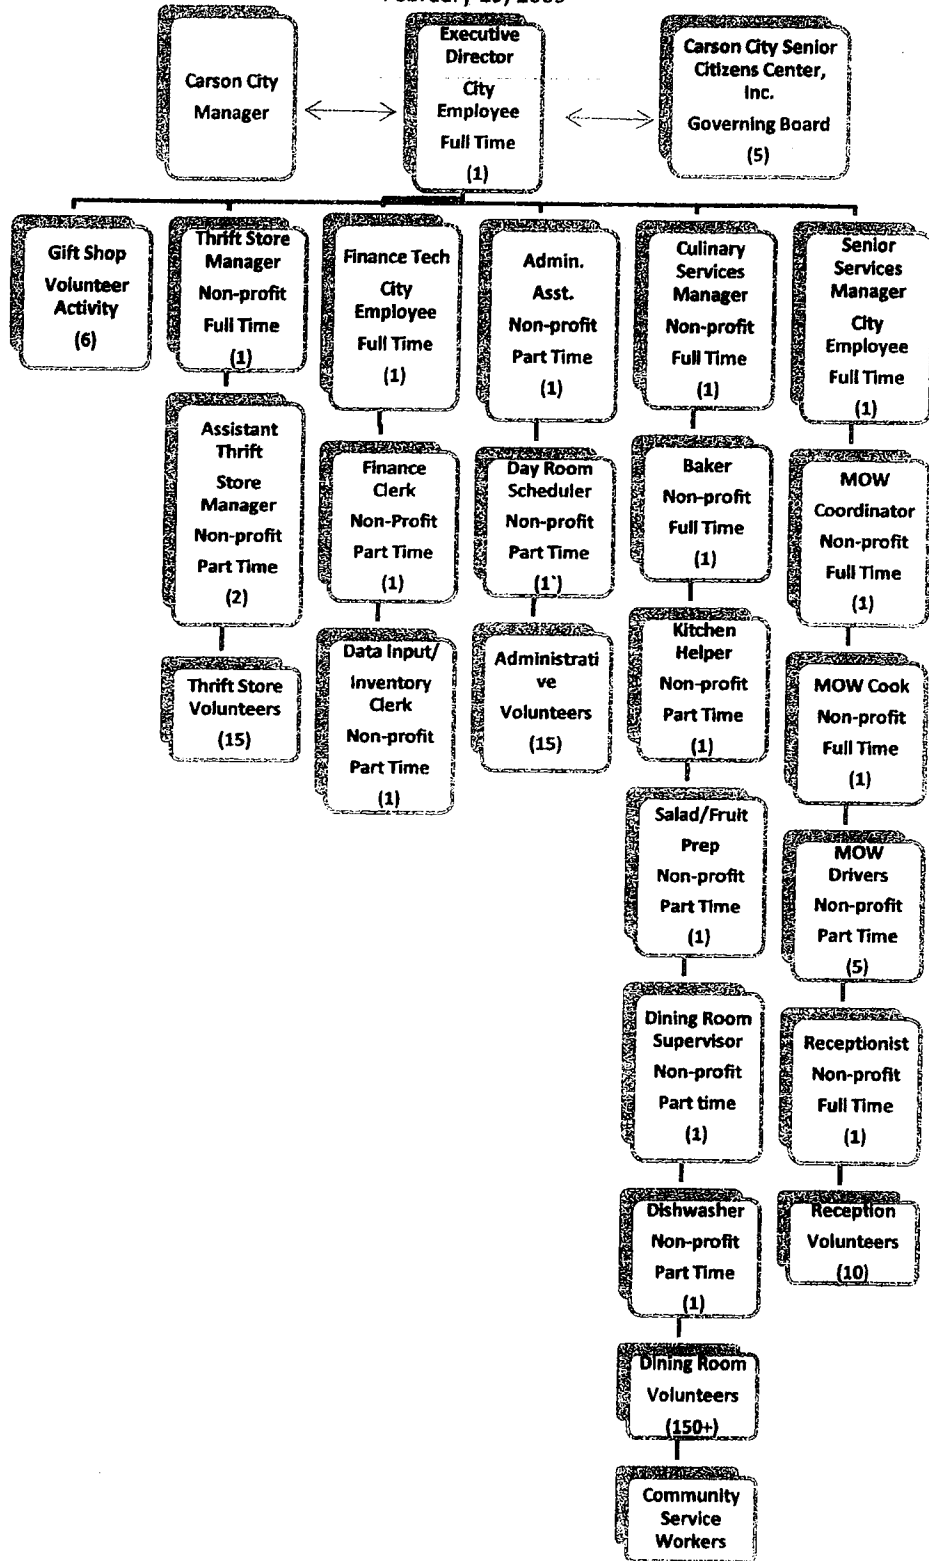 Carson City
Manager
Executive
Director
City
Employee
Full Time
(1)
Carson City Senior
Citizens Center,
Inc.
Governing Board
(5)
Gift Shop
Volunteer
Activity
(6)
Thrift Store
Manager
Non-profit
Full Time
(1)
Assistant
Thrift
Store
Manager
Non-profit
Part Time
(2)
Thrift Store
Volunteers
(15)
Finance Tech
City
Employee
Full Time
(1)
Finance
Clerk
Non-Profit
Part Time
(1)
Data Input/
Inventory
Clerk
Non-profit
Part Time
(1)
Admin.
Asst.
Non-profit
Part Time
(1)
Day Room
Scheduler
Non-profit
Part Time
(1`)
Administrati
ve
Volunteers
(15)
Culinary
Services
Manager
Non-profit
Full Time
(1)
Baker
Non-profit
Full Time
(1)
Kitchen
Helper
Non-profit
Part Time
(1)
Salad/Fruit
Prep
Non-profit
Part Time
(1)
Dining Room
Supervisor
Non-profit
Part time
(1)
Dishwasher
Non-profit
Part Time
(1)
Dining Room
Volunteers
(150+)
Community
Service
Workers
Senior
Services
Manager
City
Employee
Full Time
(1)
MOW
Coordinator
Non-profit
Full Time
(1)
MOW Cook
Non-profit
Full Time
(1)
MOW
Drivers
Non-profit
Part Time
(5)
Receptionist
Non-profit
Full Time
(1)
Reception
Volunteers
(10)